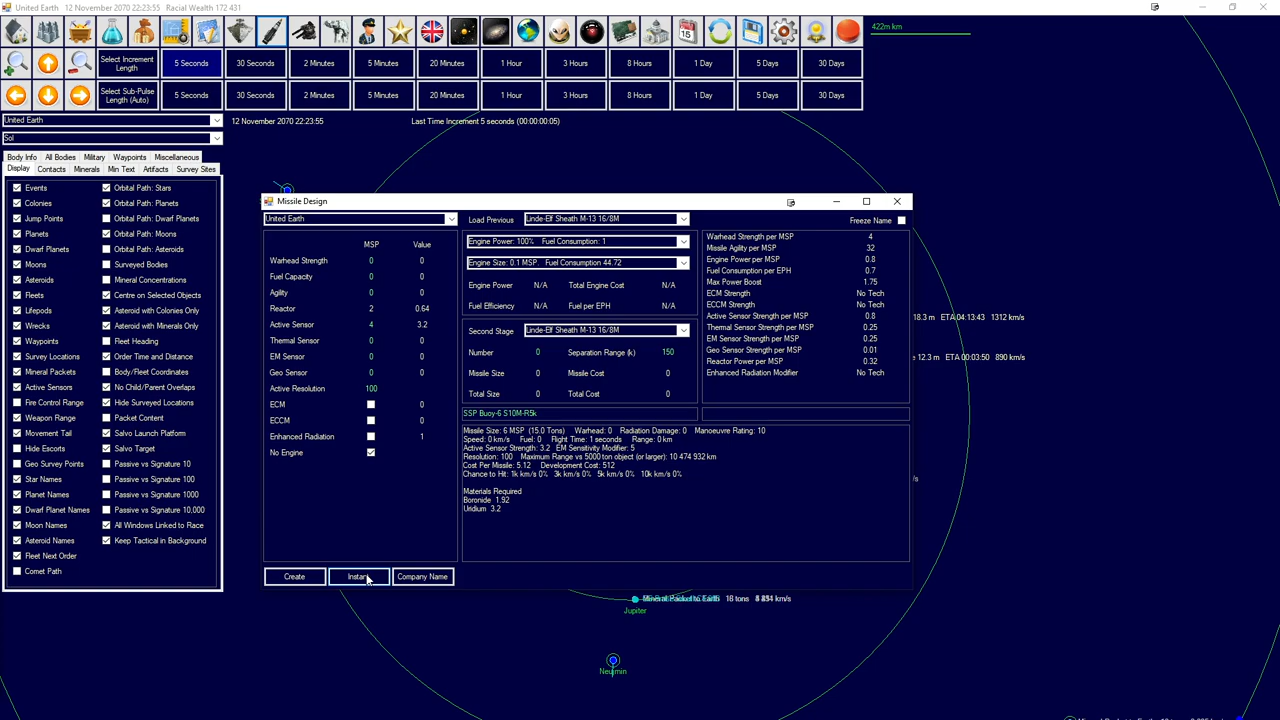 United Earth 12 November 2070 22:23:55 Racial Wealth 172 431
422m km
Select Increment Length
5 Seconds
30 Seconds
2 Minutes
5 Minutes
20 Minutes
1 Hour
3 Hours
8 Hours
1 Day
5 Days
30 Days
Select Sub-Pulse Length (Auto)
5 Seconds
30 Seconds
2 Minutes
5 Minutes
20 Minutes
1 Hour
3 Hours
8 Hours
1 Day
5 Days
30 Days
United Earth
12 November 2070 22:23:55
Last Time Increment 5 seconds (00:00:00:05)
Sol
Body Info All Bodies Military Waypoints Miscellaneous
Display Contacts Minerals Min Text Artifacts Survey Sites
Events Orbital Path: Stars
Colonies Orbital Path: Planets
Jump Points Orbital Path: Dwarf Planets
Planets Orbital Path: Moons
Dwarf Planets Orbital Path: Asteroids
Moons Surveyed Bodies
Asteroids Mineral Concentrations
Fleets Centre on Selected Objects
Lifepods Asteroid with Colonies Only
Wrecks Asteroid with Minerals Only
Waypoints Fleet Heading
Survey Locations Order Time and Distance
Mineral Packets Body/Fleet Coordinates
Active Sensors No Child/Parent Overlaps
Fire Control Range Hide Surveyed Locations
Weapon Range Packet Content
Movement Tail Salvo Launch Platform
Hide Escorts Salvo Target
Geo Survey Points Passive vs Signature 10
Star Names Passive vs Signature 100
Planet Names Passive vs Signature 1000
Dwarf Planet Names Passive vs Signature 10,000
Moon Names All Windows Linked to Race
Asteroid Names Keep Tactical in Background
Fleet Next Order
Comet Path
Missile Design
United Earth
Load Previous Linde-Elf Sheath M-13 16/8M
Freeze Name
MSP Value
Warhead Strength 0 0
Fuel Capacity 0 0
Agility 0 0
Reactor 2 0.64
Active Sensor 4 3.2
Thermal Sensor 0 0
EM Sensor 0 0
Geo Sensor 0 0
Active Resolution 100
ECM 0
ECCM 0
Enhanced Radiation 1
No Engine
Engine Power: 100% Fuel Consumption: 1
Engine Size: 0.1 MSP. Fuel Consumption 44.72
Engine Power N/A Total Engine Cost N/A
Fuel Efficiency N/A Fuel per EPH N/A
Second Stage Linde-Elf Sheath M-13 16/8M
Number 0 Separation Range (k) 150
Missile Size 0 Missile Cost 0
Total Size 0 Total Cost 0
Warhead Strength per MSP 4
Missile Agility per MSP 32
Engine Power per MSP 0.8
Fuel Consumption per EPH 0.7
Max Power Boost 1.75
ECM Strength No Tech
ECCM Strength No Tech
Active Sensor Strength per MSP 0.8
Thermal Sensor Strength per MSP 0.25
EM Sensor Strength per MSP 0.25
Geo Sensor Strength per MSP 0.01
Reactor Power per MSP 0.32
Enhanced Radiation Modifier No Tech
SSP Buoy-6 S10M-R5k
Missile Size: 6 MSP (15.0 Tons) Warhead: 0 Radiation Damage: 0 Manoeuvre Rating: 10
Speed: 0 km/s Fuel: 0 Flight Time: 1 seconds Range: 0 km
Active Sensor Strength: 3.2 EM Sensitivity Modifier: 5
Resolution: 100 Maximum Range vs 5000 ton object (or larger): 10 474 932 km
Cost Per Missile: 5.12 Development Cost: 512
Chance to Hit: 1k km/s 0% 3k km/s 0% 5k km/s 0% 10k km/s 0%
Materials Required
Boronide 1.92
Uridium 3.2
Create
Company Name
18.3 m ETA 04:13:43 1312 km/s
12.3 m ETA 00:03:50 890 km/s
18 tons
Jupiter
Neujmin